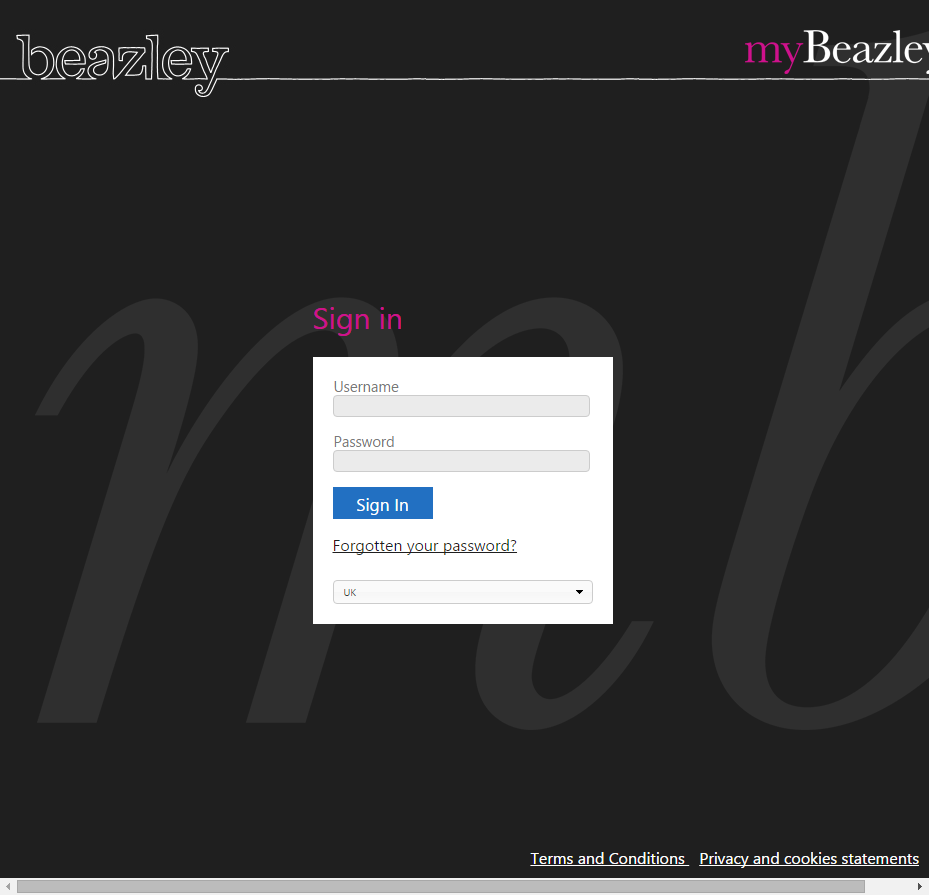 beazley
myBeazley
Sign in
Username
Password
Sign In
Forgotten your password?
UK
Terms and Conditions Privacy and cookies statements